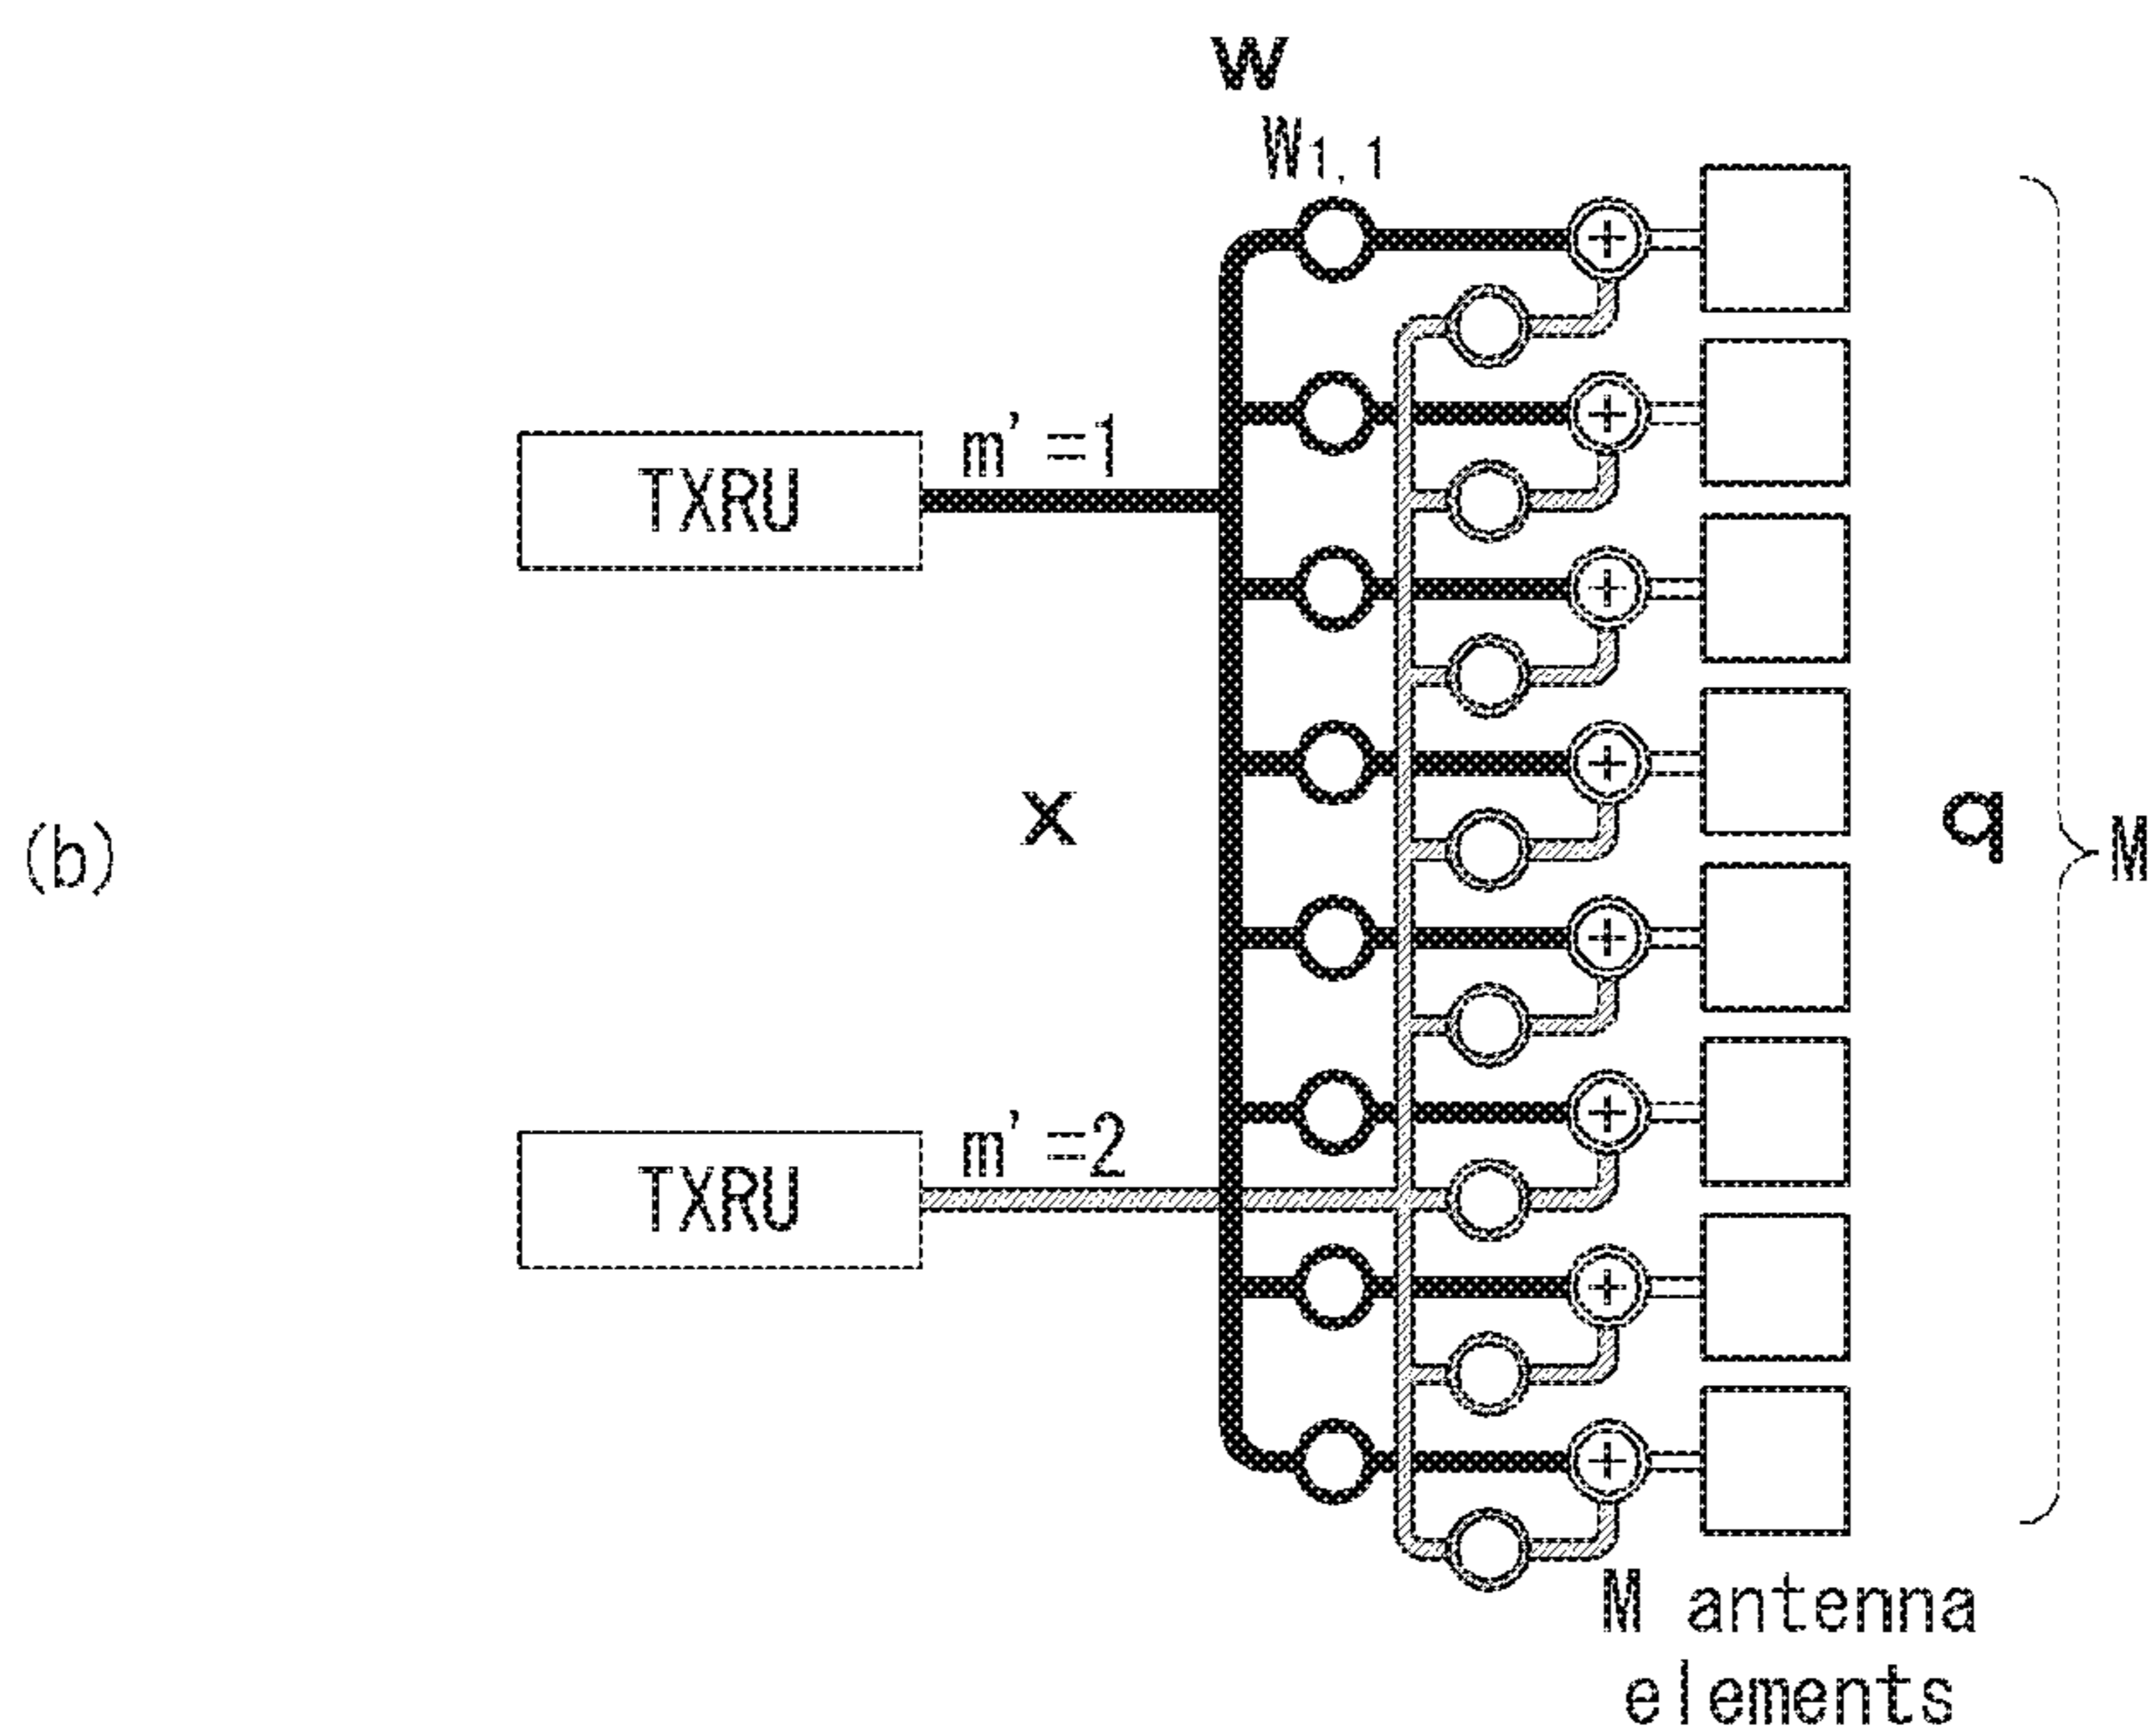 w
W1,1
m'=1
TXRU
x
(b)
q
M
m'=2
TXRU
M antenna
elements